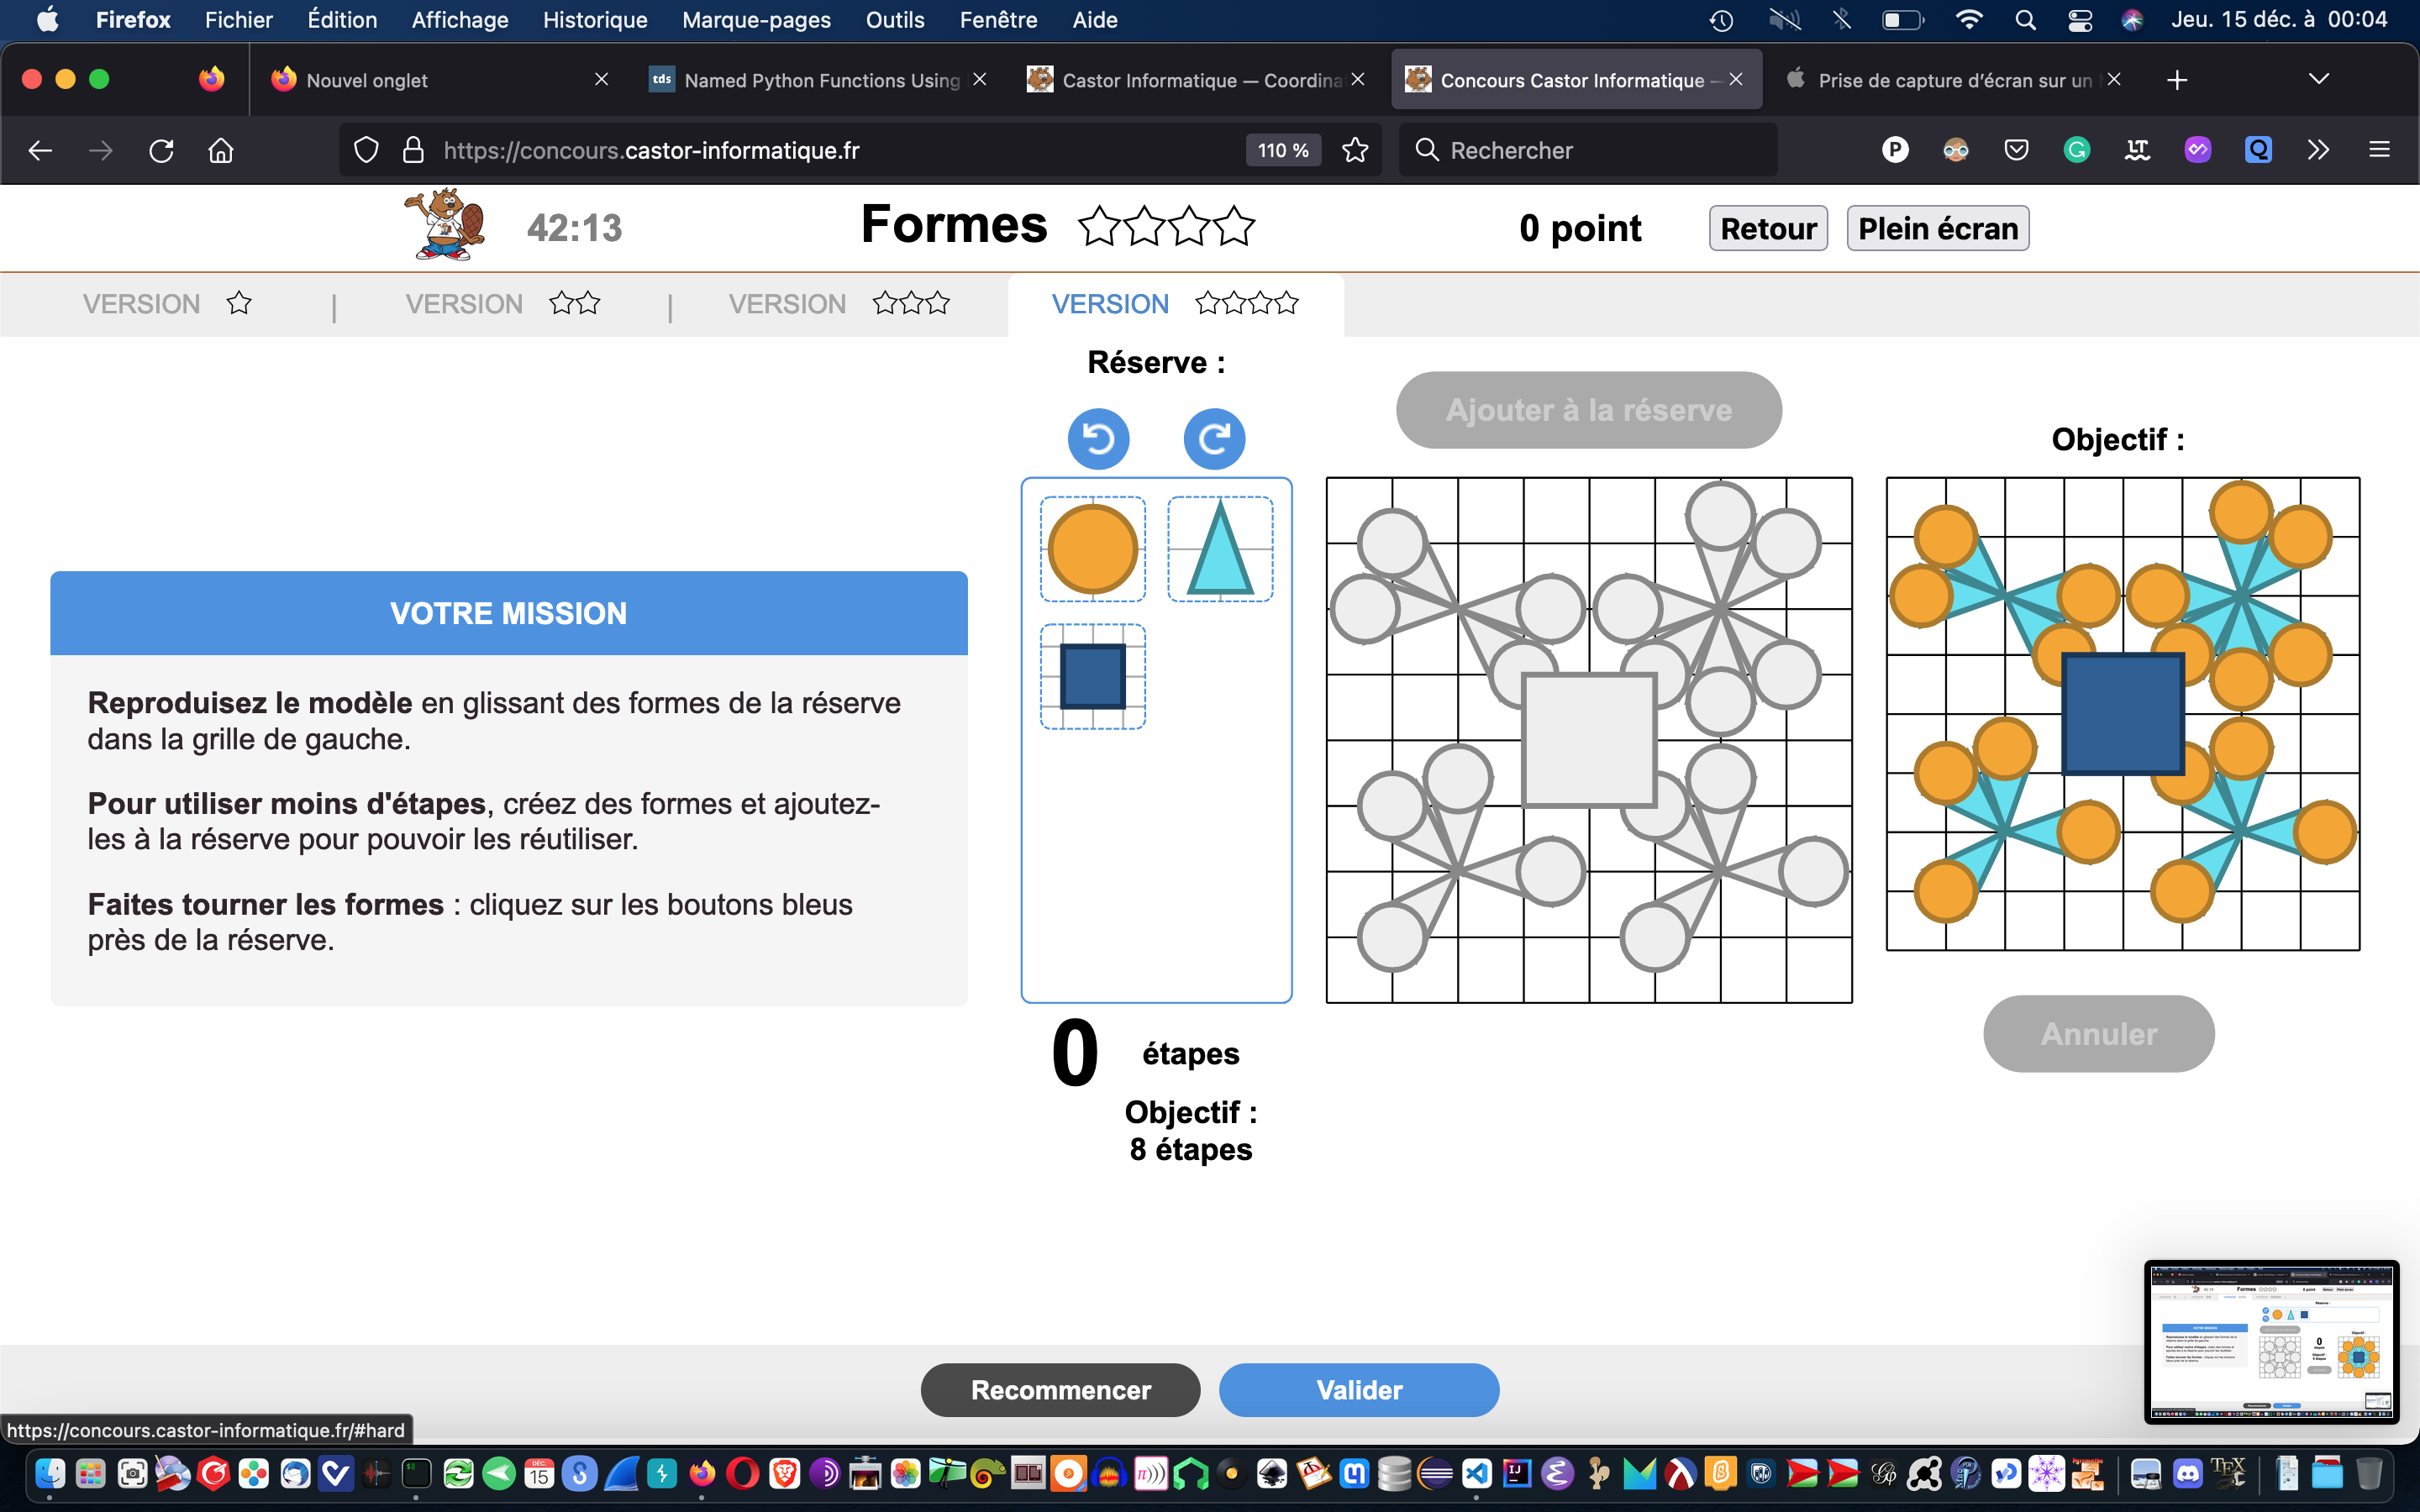 Firefox Fichier Édition Affichage Historique Marque-pages Outils Fenêtre Aide Jeu. 15 déc. à 00:04
Nouvel onglet tds Named Python Functions Using Castor Informatique — Coordina Concours Castor Informatique — Prise de capture d'écran sur un
https://concours.castor-informatique.fr 110 % Rechercher
42:13 Formes 0 point Retour Plein écran
VERSION | VERSION | VERSION VERSION
Réserve :
Ajouter à la réserve
Objectif :
VOTRE MISSION
Reproduisez le modèle en glissant des formes de la réserve
dans la grille de gauche.
Pour utiliser moins d'étapes, créez des formes et ajoutez-
les à la réserve pour pouvoir les réutiliser.
Faites tourner les formes : cliquez sur les boutons bleus
près de la réserve.
0 étapes
Objectif :
8 étapes
Annuler
Recommencer Valider
https://concours.castor-informatique.fr/#hard